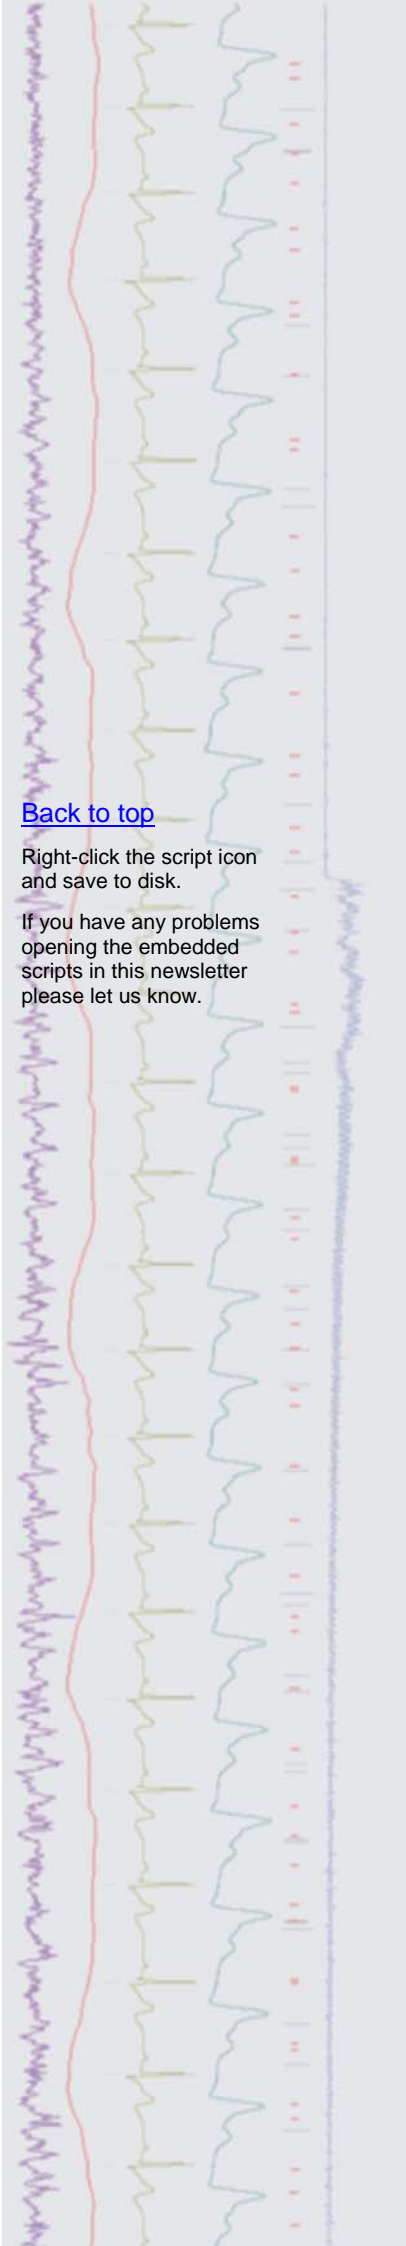 Back to top
Right-click the script icon
and save to disk.
If you have any problems
opening the embedded
scripts in this newsletter
please let us know.